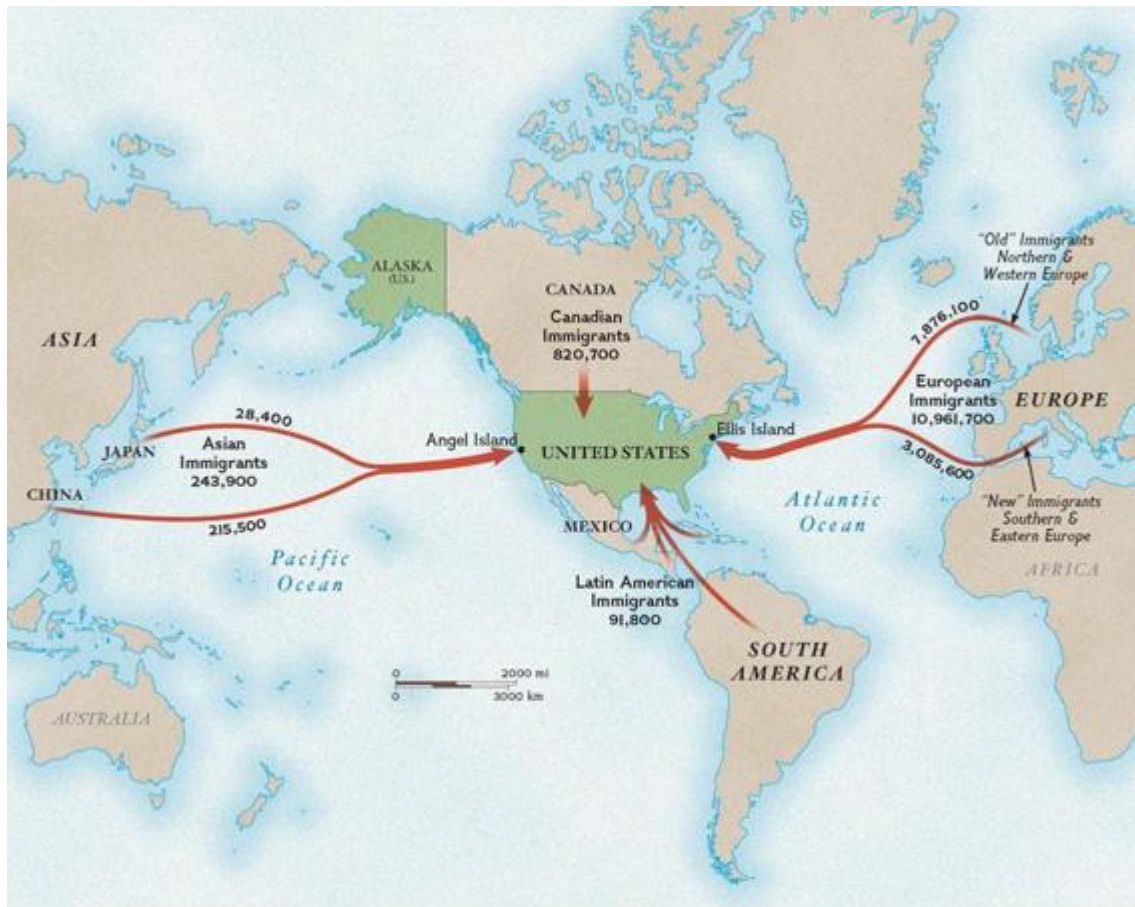 "Old" Immigrants
Northern &
Western Europe
ALASKA
(U.S.)
CANADA
Canadian
Immigrants
820,700
7,876,100
ASIA
European
Immigrants
10,961,700
EUROPE
28,400
JAPAN
Asian
Immigrants
243,900
Angel Island
UNITED STATES
Ellis Island
3,085,600
CHINA
215,500
MEXICO
Atlantic
Ocean
"New" Immigrants
Southern &
Eastern Europe
AFRICA
Pacific
Ocean
Latin American
Immigrants
91,800
SOUTH
AMERICA
0 2000 mi
0 3000 km
AUSTRALIA